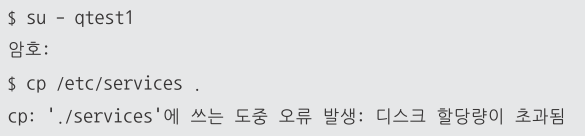 $ su - qtest1
암호:
$ cp /etc/services .
cp: './services'에 쓰는 도중 오류 발생: 디스크 할당량이 초과됨